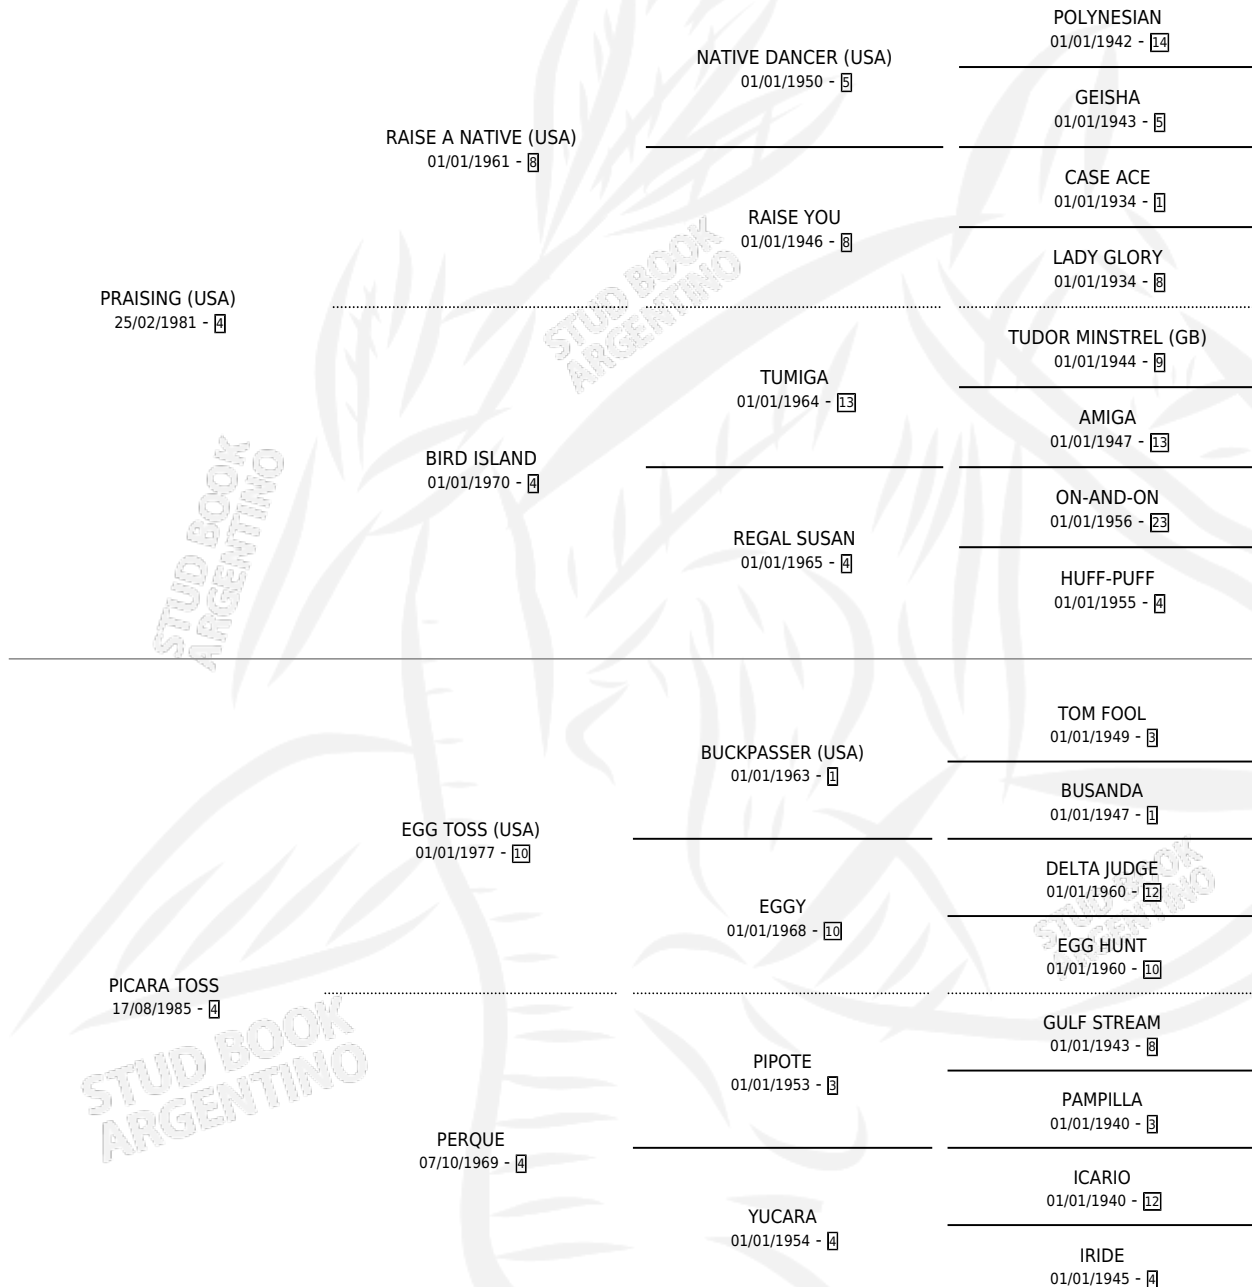 POLYNESIAN
01/01/1942 - 14
NATIVE DANCER (USA)
01/01/1950 - 5
GEISHA
01/01/1943 - 5
RAISE A NATIVE (USA)
01/01/1961 - 8
CASE ACE
01/01/1934 - 1
RAISE YOU
01/01/1946 - 8
LADY GLORY
01/01/1934 - 8
PRAISING (USA)
25/02/1981 - 4
STUD BOOK
ARGENTINO
TUDOR MINSTREL (GB)
01/01/1944 - 9
TUMIGA
01/01/1964 - 13
AMIGA
01/01/1947 - 13
BIRD ISLAND
01/01/1970 - 4
ON-AND-ON
01/01/1956 - 23
REGAL SUSAN
01/01/1965 - 4
HUFF-PUFF
01/01/1955 - 4
STUD BOOK
ARGENTINO
TOM FOOL
01/01/1949 - 3
BUCKPASSER (USA)
01/01/1963 - 1
BUSANDA
01/01/1947 - 1
EGG TOSS (USA)
01/01/1977 - 10
DELTA JUDGE
01/01/1960 - 12
EGGY
01/01/1968 - 10
STUD BOOK
ARGENTINO
EGG HUNT
01/01/1960 - 10
PICARA TOSS
17/08/1985 - 4
STUD BOOK
ARGENTINO
GULF STREAM
01/01/1943 - 8
PIPOTE
01/01/1953 - 3
PAMPILLA
01/01/1940 - 3
PERQUE
07/10/1969 - 4
ICARIO
01/01/1940 - 12
YUCARA
01/01/1954 - 4
IRIDE
01/01/1945 - 4